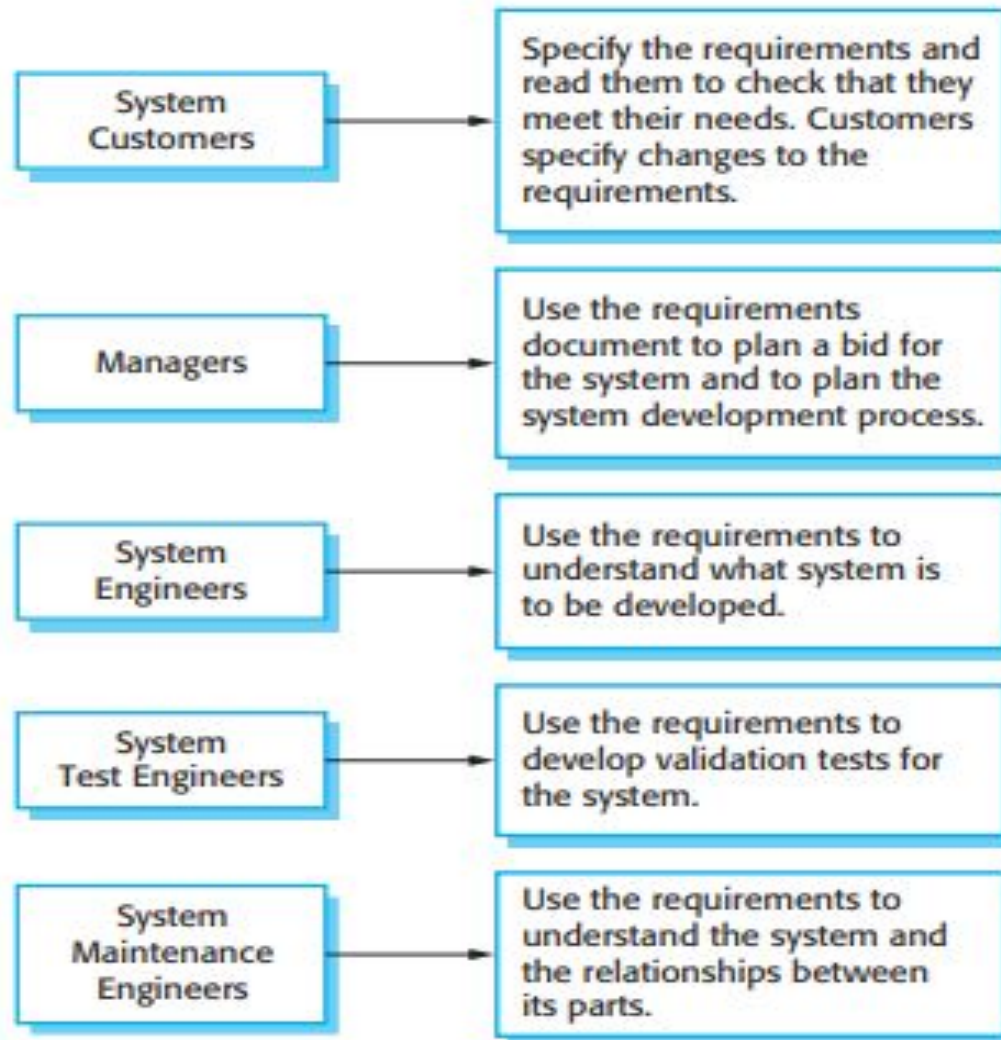 System
Customers
Specify the requirements and
read them to check that they
meet their needs. Customers
specify changes to the
requirements.
Managers
Use the requirements
document to plan a bid for
the system and to plan the
system development process.
System
Engineers
Use the requirements to
understand what system is
to be developed.
System
Test Engineers
Use the requirements to
develop validation tests for
the system.
System
Maintenance
Engineers
Use the requirements to
understand the system and
the relationships between
its parts.